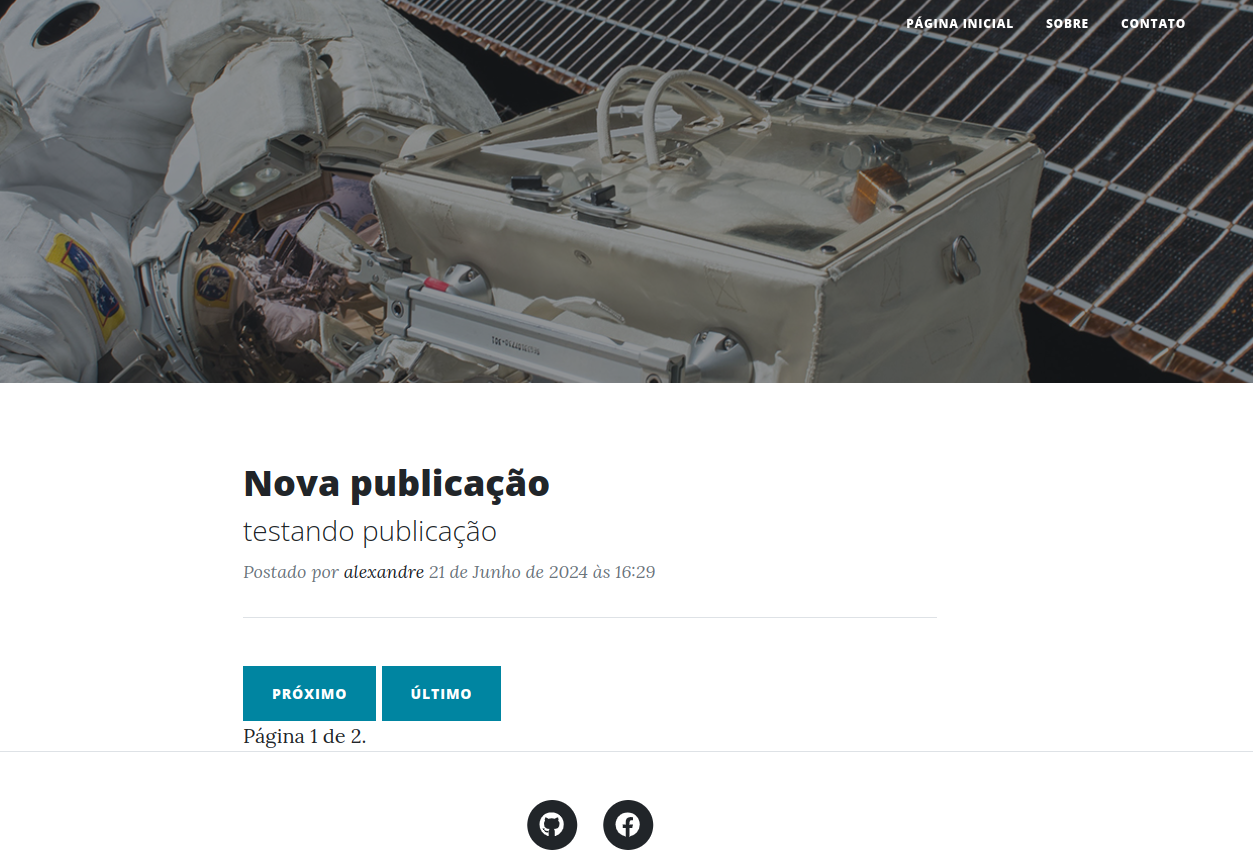 PÁGINA INICIAL SOBRE CONTATO
Nova publicação
testando publicação
Postado por alexandre 21 de Junho de 2024 às 16:29
PRÓXIMO ÚLTIMO
Página 1 de 2.